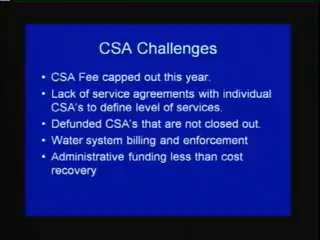 CSA Challenges
• CSA Fee capped out this year.
• Lack of service agreements with individual
CSA's to define level of services.
• Defunded CSA's that are not closed out.
• Water system billing and enforcement
• Administrative funding less than cost
recovery